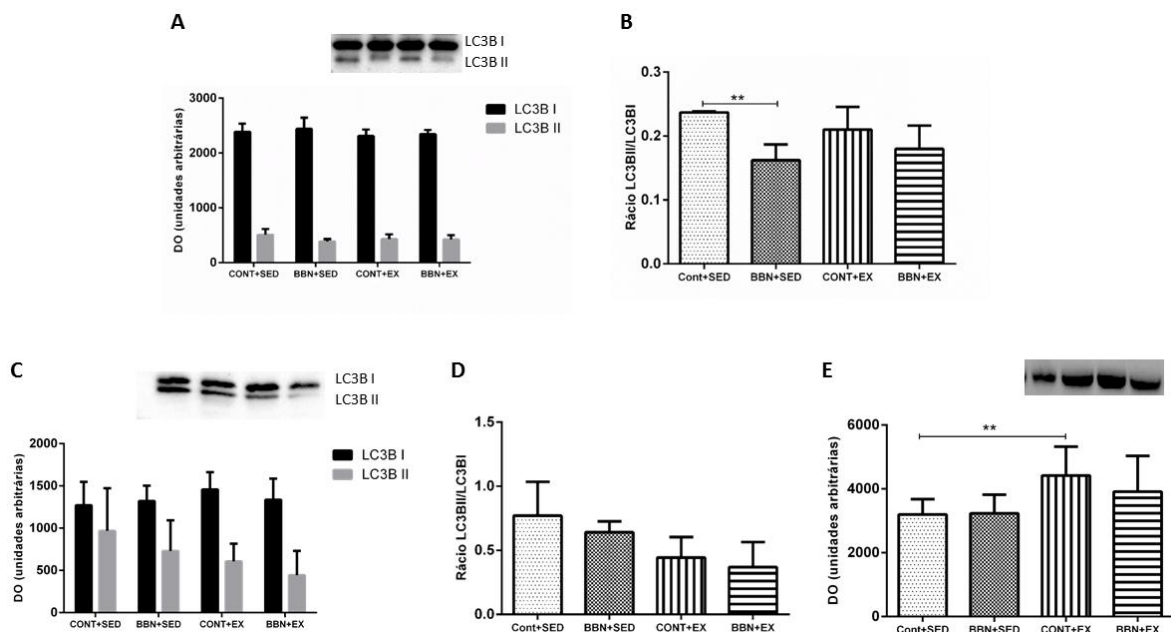 A
LC3B I
LC3B II
3000
2000
1000
0
DO (unidades arbitrárias)
LC3B I
LC3B II
CONT+SED BBN+SED CONT+EX BBN+EX
B
0.3
0.2
0.1
0.0
Rácio LC3BII/LC3BI
**
Cont+SED BBN+SED CONT+EX BBN+EX
C
LC3B I
LC3B II
2000
1500
1000
500
0
DO (unidades arbitrárias)
LC3B I
LC3B II
CONT+SED BBN+SED CONT+EX BBN+EX
D
1.5
1.0
0.5
0.0
Rácio LC3BII/LC3BI
Cont+SED BBN+SED CONT+EX BBN+EX
E
6000
4000
2000
0
DO (unidades arbitrárias)
**
Cont+SED BBN+SED CONT+EX BBN+EX